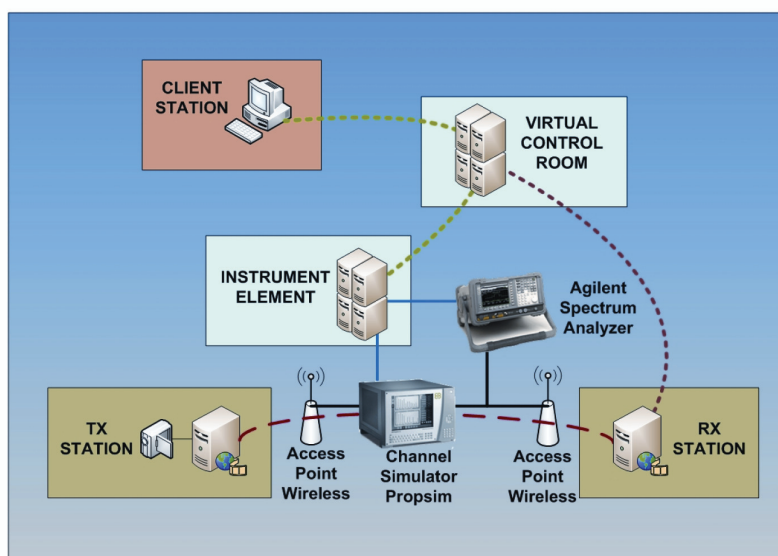 CLIENT
STATION
VIRTUAL
CONTROL
ROOM
INSTRUMENT
ELEMENT
Agilent
Spectrum
Analyzer
TX
STATION
Access
Point
Wireless
Channel
Simulator
Propsim
Access
Point
Wireless
RX
STATION